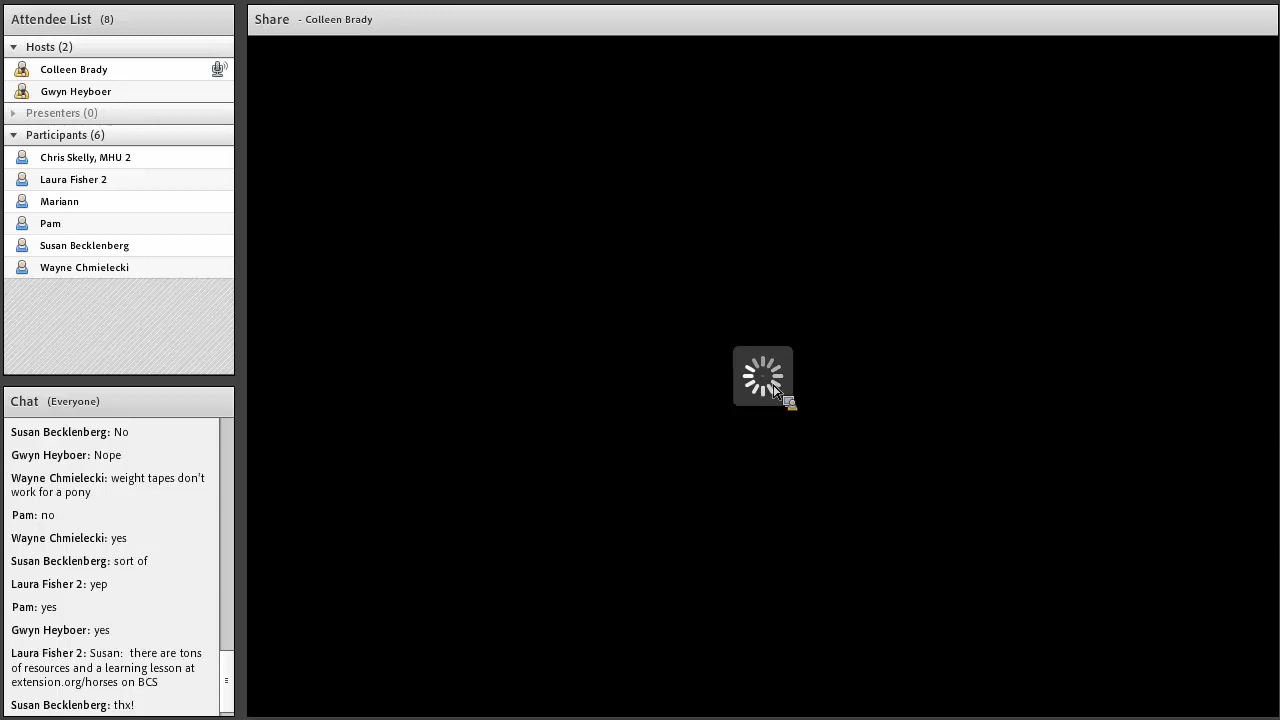 Attendee List (8)
Hosts (2)
Colleen Brady
Gwyn Heyboer
Presenters (0)
Participants (6)
Chris Skelly, MHU 2
Laura Fisher 2
Mariann
Pam
Susan Becklenberg
Wayne Chmielecki
Chat (Everyone)
Susan Becklenberg: No
Gwyn Heyboer: Nope
Wayne Chmielecki: weight tapes don't
work for a pony
Pam: no
Wayne Chmielecki: yes
Susan Becklenberg: sort of
Laura Fisher 2: yep
Pam: yes
Gwyn Heyboer: yes
Laura Fisher 2: Susan: there are tons
of resources and a learning lesson at
extension.org/horses on BCS
Susan Becklenberg: thx!
Share - Colleen Brady